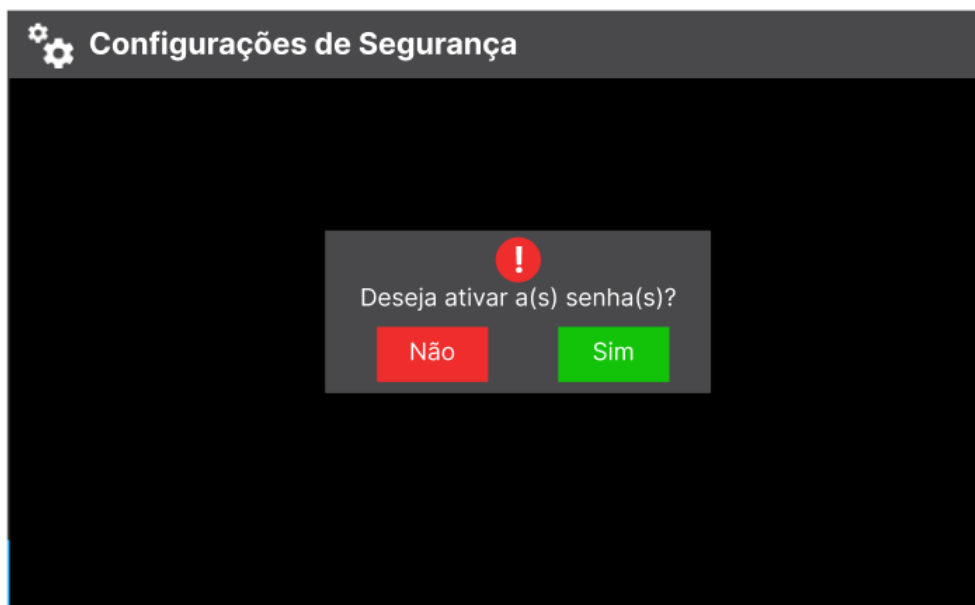 Configurações de Segurança
!
Deseja ativar a(s) senha(s)?
Não
Sim